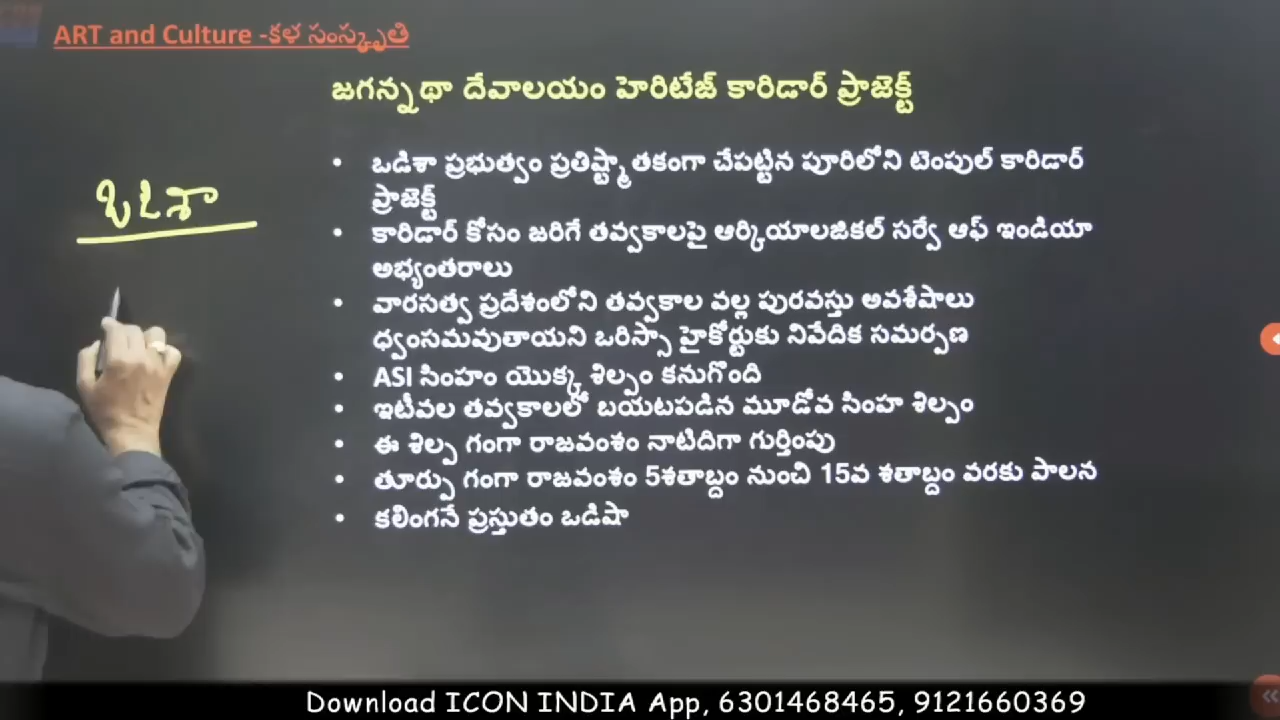 ART and Culture -కళ సంస్కృతి
జగన్నథా దేవాలయం హెరిటేజ్ కారిడార్ ప్రాజెక్ట్
ఒడిశా
• ఒడిశా ప్రభుత్వం ప్రతిష్ట్మాతకంగా చేపట్టిన పూరిలోని టెంపుల్ కారిడార్
ప్రాజెక్ట్
• కారిడార్ కోసం జరిగే తవ్వకాలపై ఆర్కియాలజికల్ సర్వే ఆఫ్ ఇండియా
అభ్యంతరాలు
• వారసత్వ ప్రదేశంలోని తవ్వకాల వల్ల పురవస్తు అవశేషాలు
ధ్వంసమవుతాయని ఒరిస్సా హైకోర్టుకు నివేదిక సమర్పణ
• ASI సింహం యొక్క శిల్పం కనుగొంది
• ఇటీవల తవ్వకాలలో బయటపడిన మూడోవ సింహ శిల్పం
• ఈ శిల్ప గంగా రాజవంశం నాటిదిగా గుర్తింపు
• తూర్పు గంగా రాజవంశం 5శతాబ్దం నుంచి 15వ శతాబ్దం వరకు పాలన
• కలింగనే ప్రస్తుతం ఒడిషా
Download ICON INDIA App, 6301468465, 9121660369